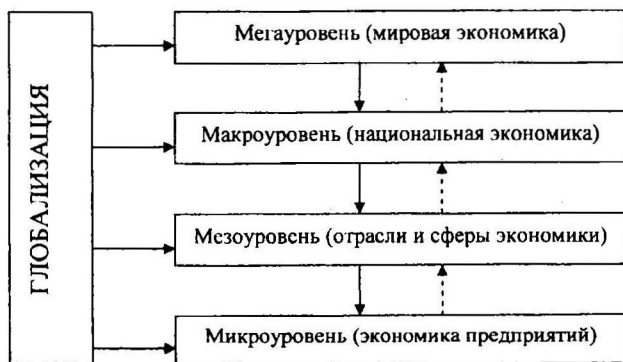 ГЛОБАЛИЗАЦИЯ
Мегауровень (мировая экономика)
Макроуровень (национальная экономика)
Мезоуровень (отрасли и сферы экономики)
Микроуровень (экономика предприятий)